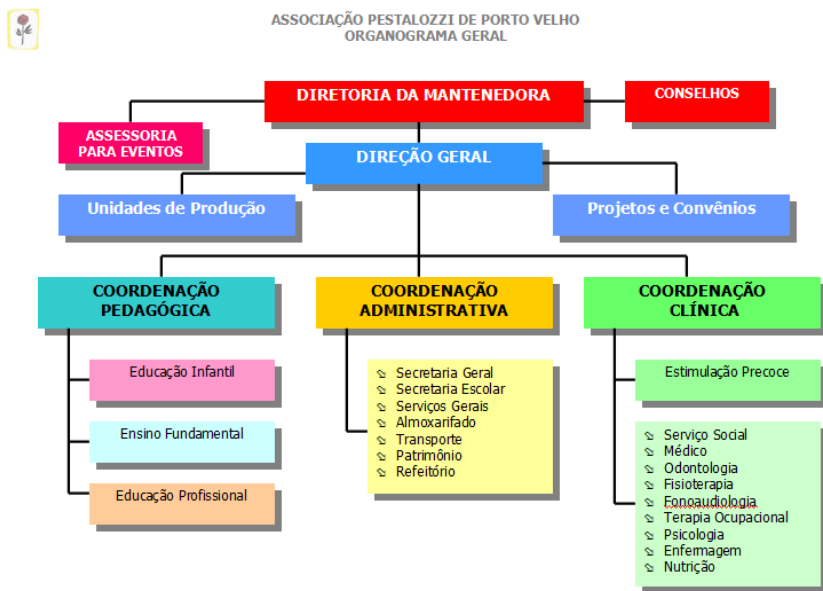 ASSOCIAÇÃO PESTALOZZI DE PORTO VELHO
ORGANOGRAMA GERAL
DIRETORIA DA MANTENEDORA
CONSELHOS
ASSESSORIA
PARA EVENTOS
DIREÇÃO GERAL
Unidades de Produção
Projetos e Convênios
COORDENAÇÃO
PEDAGÓGICA
Educação Infantil
Ensino Fundamental
Educação Profissional
COORDENAÇÃO
ADMINISTRATIVA
Secretaria Geral
Secretaria Escolar
Serviços Gerais
Almoxarifado
Transporte
Patrimônio
Refeitório
COORDENAÇÃO
CLÍNICA
Estimulação Precoce
Serviço Social
Médico
Odontologia
Fisioterapia
Fonoaudiologia
Terapia Ocupacional
Psicologia
Enfermagem
Nutrição